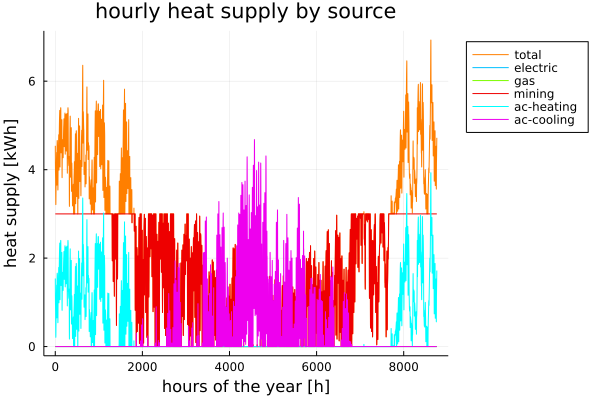 hourly heat supply by source
heat supply [kWh]
6
4
2
0
0
2000
4000
6000
8000
hours of the year [h]
total
electric
gas
mining
ac-heating
ac-cooling